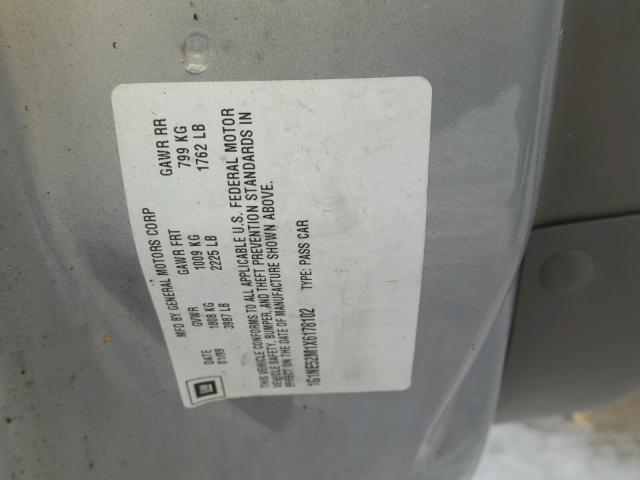 MFD BY GENERAL MOTORS CORP
DATE GVWR GAWR FRT GAWR RR
01/99 1808 KG 1009 KG 799 KG
3987 LB 2225 LB 1762 LB
THIS VEHICLE CONFORMS TO ALL APPLICABLE U.S. FEDERAL MOTOR
VEHICLE SAFETY, BUMPER, AND THEFT PREVENTION STANDARDS IN
EFFECT ON THE DATE OF MANUFACTURE SHOWN ABOVE.
1G1NE52M1X6178102 TYPE: PASS CAR
GM